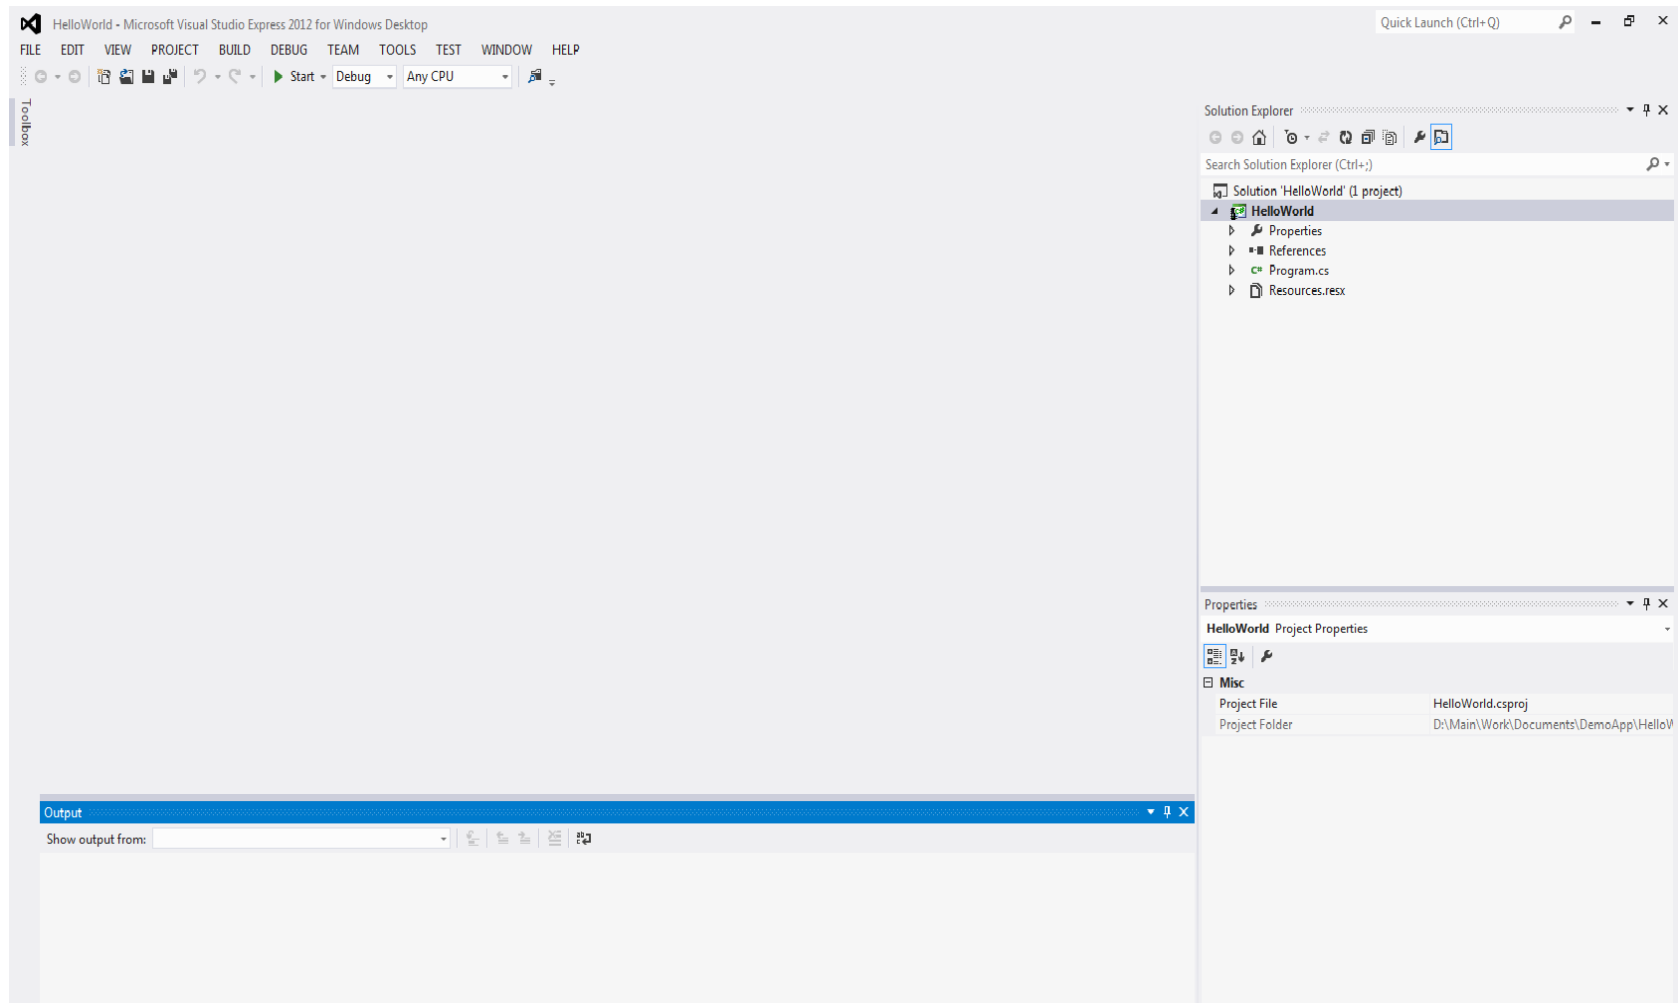 HelloWorld - Microsoft Visual Studio Express 2012 for Windows Desktop
Quick Launch (Ctrl+Q)
FILE EDIT VIEW PROJECT BUILD DEBUG TEAM TOOLS TEST WINDOW HELP
Start Debug Any CPU
Toolbox
Solution Explorer
Search Solution Explorer (Ctrl+;)
Solution 'HelloWorld' (1 project)
HelloWorld
Properties
References
C# Program.cs
Resources.resx
Properties
HelloWorld Project Properties
Misc
Project File HelloWorld.csproj
Project Folder D:\Main\Work\Documents\DemoApp\HelloW
Output
Show output from: